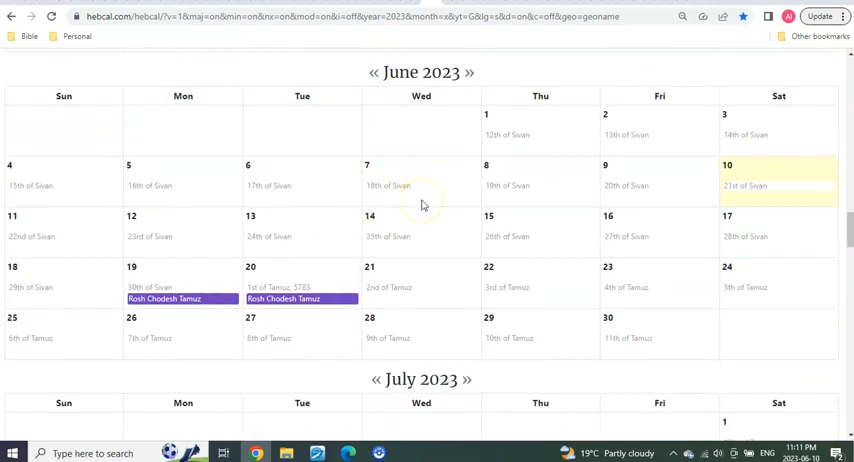 hebcal.com/hebcal/?v=1&maj=on&min=on&nx=on&mod=on&i=off&year=2023&month=x&yt=G&lg=s&d=on&c=off&geo=geoname
AI
Update
Bible
Personal
Other bookmarks
« June 2023 »
Sun Mon Tue Wed Thu Fri Sat
1 2 3
12th of Sivan 13th of Sivan 14th of Sivan
4 5 6 7 8 9 10
15th of Sivan 16th of Sivan 17th of Sivan 18th of Sivan 19th of Sivan 20th of Sivan 21st of Sivan
11 12 13 14 15 16 17
22nd of Sivan 23rd of Sivan 24th of Sivan 25th of Sivan 26th of Sivan 27th of Sivan 28th of Sivan
18 19 20 21 22 23 24
29th of Sivan 30th of Sivan 1st of Tamuz, 5783 2nd of Tamuz 3rd of Tamuz 4th of Tamuz 5th of Tamuz
Rosh Chodesh Tamuz Rosh Chodesh Tamuz
25 26 27 28 29 30
6th of Tamuz 7th of Tamuz 8th of Tamuz 9th of Tamuz 10th of Tamuz 11th of Tamuz
« July 2023 »
Sun Mon Tue Wed Thu Fri Sat
1
Type here to search
19°C Partly cloudy
ENG
11:11 PM
2023-06-10
2